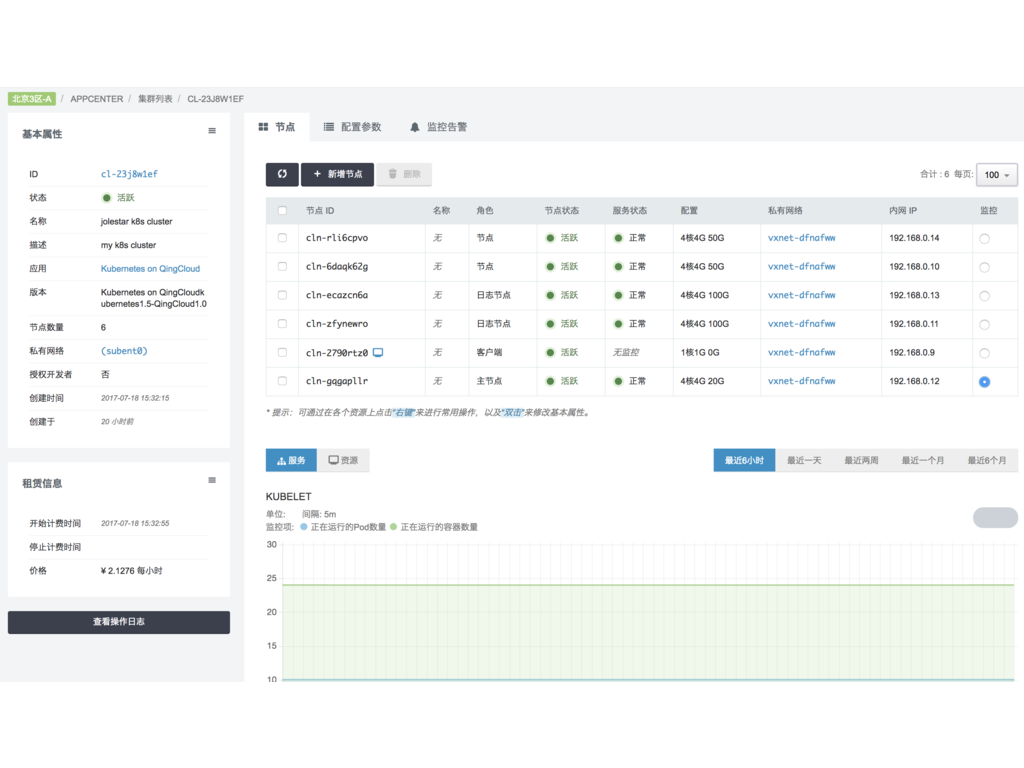 北京3区-A / APPCENTER / 集群列表 / CL-23J8W1EF
基本属性
ID cl-23j8w1ef
状态 活跃
名称 jolestar k8s cluster
描述 my k8s cluster
应用 Kubernetes on QingCloud
版本 Kubernetes on QingCloudk
ubernetes1.5-QingCloud1.0
节点数量 6
私有网络 (subent0)
授权开发者 否
创建时间 2017-07-18 15:32:15
创建于 20 小时前
租赁信息
开始计费时间 2017-07-18 15:32:55
停止计费时间
价格 ¥ 2.1276 每小时
查看操作日志
节点 配置参数 监控告警
+ 新增节点 删除 合计 : 6 每页: 100
节点 ID 名称 角色 节点状态 服务状态 配置 私有网络 内网 IP 监控
cln-rli6cpvo 无 节点 活跃 正常 4核4G 50G vxnet-dfnafww 192.168.0.14
cln-6daqk62g 无 节点 活跃 正常 4核4G 50G vxnet-dfnafww 192.168.0.10
cln-ecazcn6a 无 日志节点 活跃 正常 4核4G 100G vxnet-dfnafww 192.168.0.13
cln-zfynewro 无 日志节点 活跃 正常 4核4G 100G vxnet-dfnafww 192.168.0.11
cln-2790rtz0 无 客户端 活跃 无监控 1核1G 0G vxnet-dfnafww 192.168.0.9
cln-gqgapllr 无 主节点 活跃 正常 4核4G 20G vxnet-dfnafww 192.168.0.12
* 提示：可通过在各个资源上点击"右键"来进行常用操作，以及"双击"来修改基本属性。
服务 资源 最近6小时 最近一天 最近两周 最近一个月 最近6个月
KUBELET
单位: 间隔: 5m
监控项: 正在运行的Pod数量 正在运行的容器数量
30
25
20
15
10